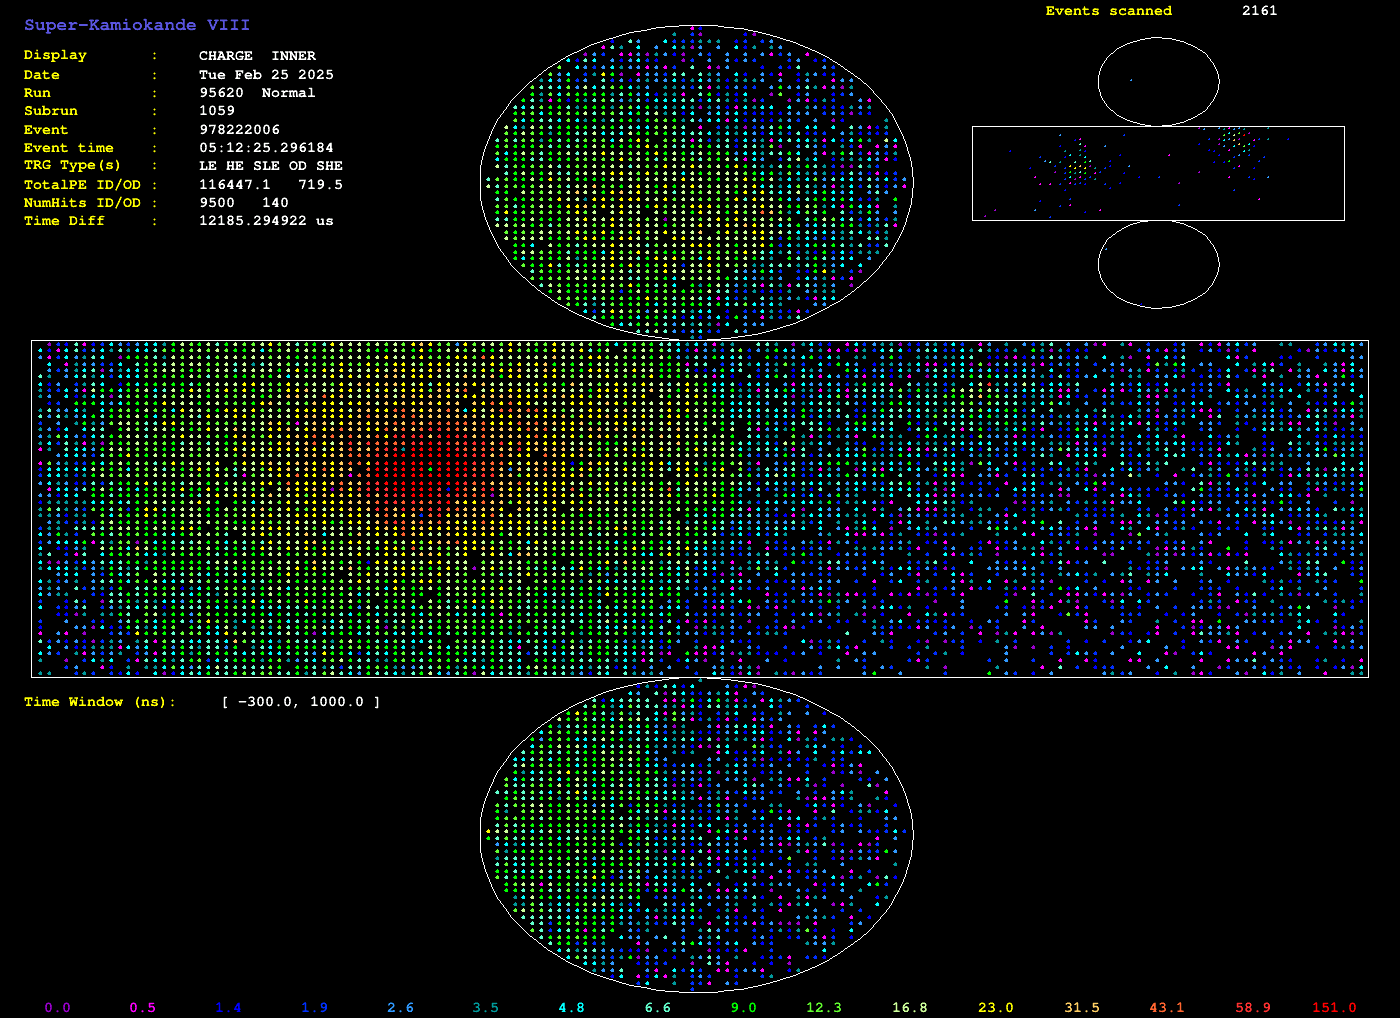 Super-Kamiokande VIII
Events scanned 2161
Display : CHARGE INNER
Date : Tue Feb 25 2025
Run : 95620 Normal
Subrun : 1059
Event : 978222006
Event time : 05:12:25.296184
TRG Type(s) : LE HE SLE OD SHE
TotalPE ID/OD : 116447.1 719.5
NumHits ID/OD : 9500 140
Time Diff : 12185.294922 us
Time Window (ns): [ -300.0, 1000.0 ]
0.0 0.5 1.4 1.9 2.6 3.5 4.8 6.6 9.0 12.3 16.8 23.0 31.5 43.1 58.9 151.0